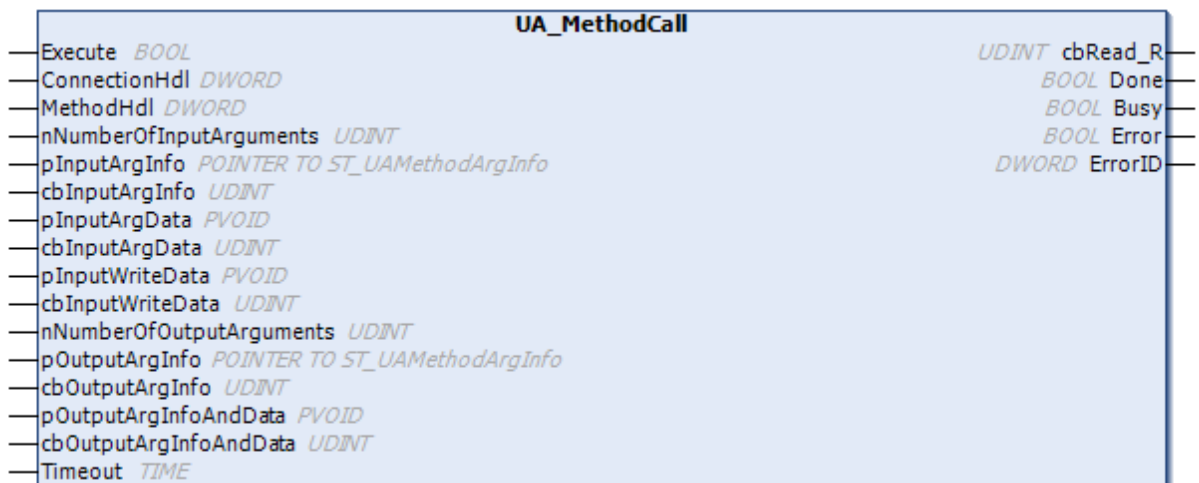 UA_MethodCall
Execute BOOL UDINT cbRead_R
ConnectionHdl DWORD BOOL Done
MethodHdl DWORD BOOL Busy
nNumberOfInputArguments UDINT BOOL Error
pInputArgInfo POINTER TO ST_UAMethodArgInfo DWORD ErrorID
cbInputArgInfo UDINT
pInputArgData PVOID
cbInputArgData UDINT
pInputWriteData PVOID
cbInputWriteData UDINT
nNumberOfOutputArguments UDINT
pOutputArgInfo POINTER TO ST_UAMethodArgInfo
cbOutputArgInfo UDINT
pOutputArgInfoAndData PVOID
cbOutputArgInfoAndData UDINT
Timeout TIME